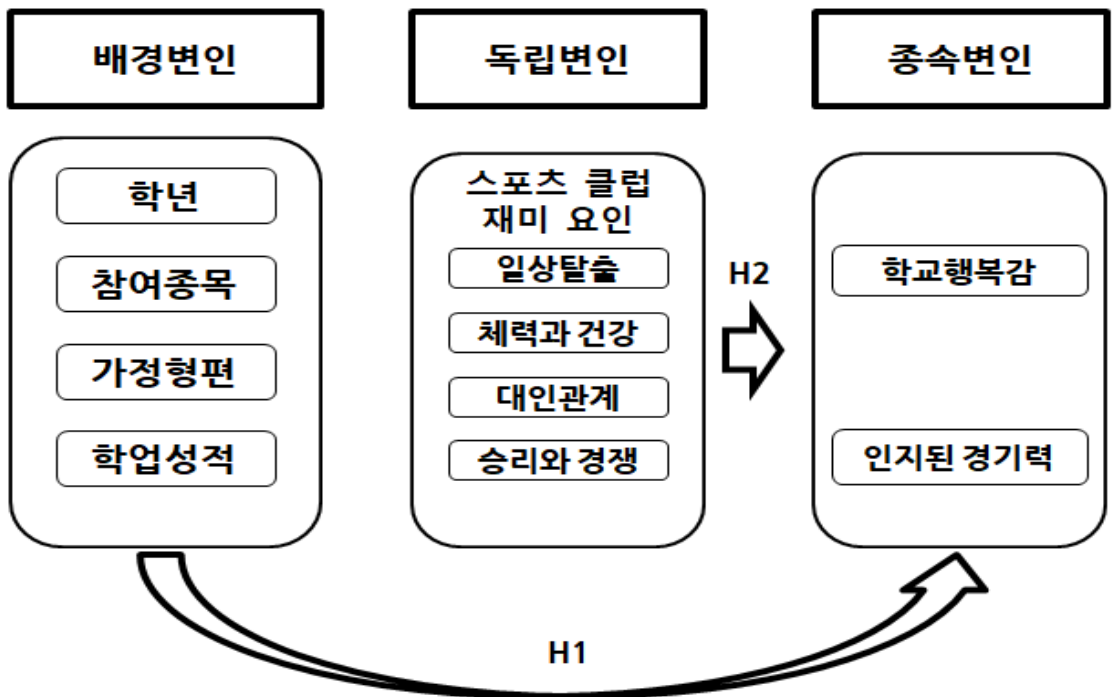 배경변인
독립변인
종속변인
학년
참여종목
가정형편
학업성적
스포츠 클럽
재미 요인
일상탈출
체력과 건강
대인관계
승리와 경쟁
H2
학교행복감
인지된 경기력
H1